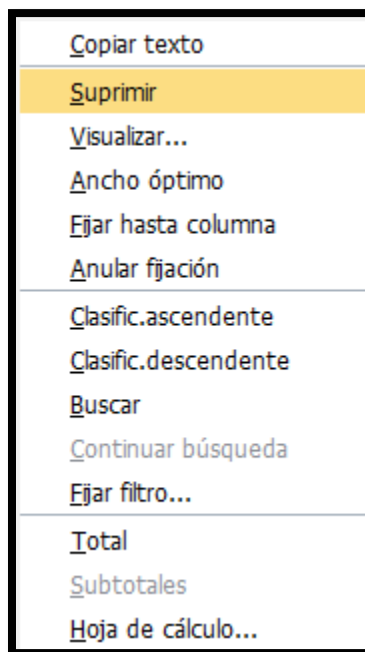 Copiar texto
Suprimir
Visualizar...
Ancho óptimo
Fijar hasta columna
Anular fijación
Clasific.ascendente
Clasific.descendente
Buscar
Continuar búsqueda
Fijar filtro...
Total
Subtotales
Hoja de cálculo...